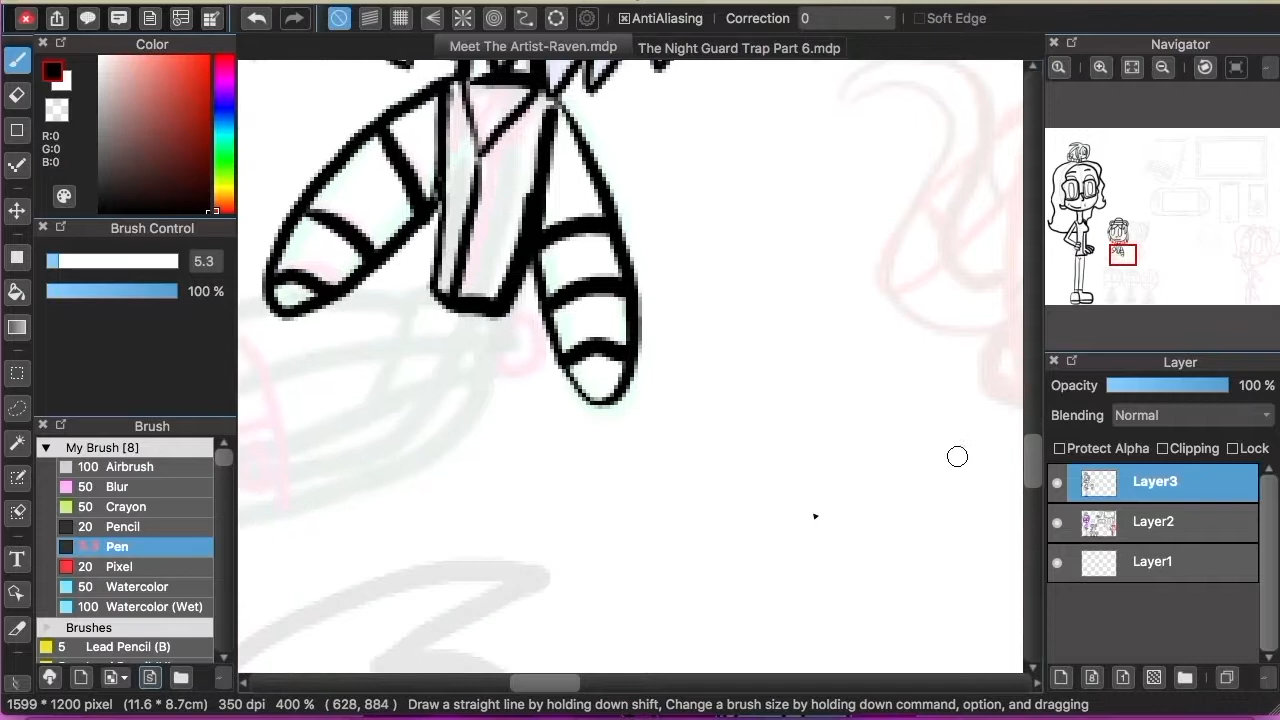 AntiAliasing Correction 0 Soft Edge
Color
Meet The Artist-Raven.mdp The Night Guard Trap Part 6.mdp
Navigator
R:0
G:0
B:0
Brush Control
5.3
100 %
Layer
Opacity 100 %
Blending Normal
Protect Alpha Clipping Lock
Layer3
Layer2
Layer1
Brush
My Brush [8]
100 Airbrush
50 Blur
50 Crayon
20 Pencil
Pen
20 Pixel
50 Watercolor
100 Watercolor (Wet)
Brushes
5 Lead Pencil (B)
1599 * 1200 pixel (11.6 * 8.7cm) 350 dpi 400 % ( 628, 884 ) Draw a straight line by holding down shift, Change a brush size by holding down command, option, and dragging